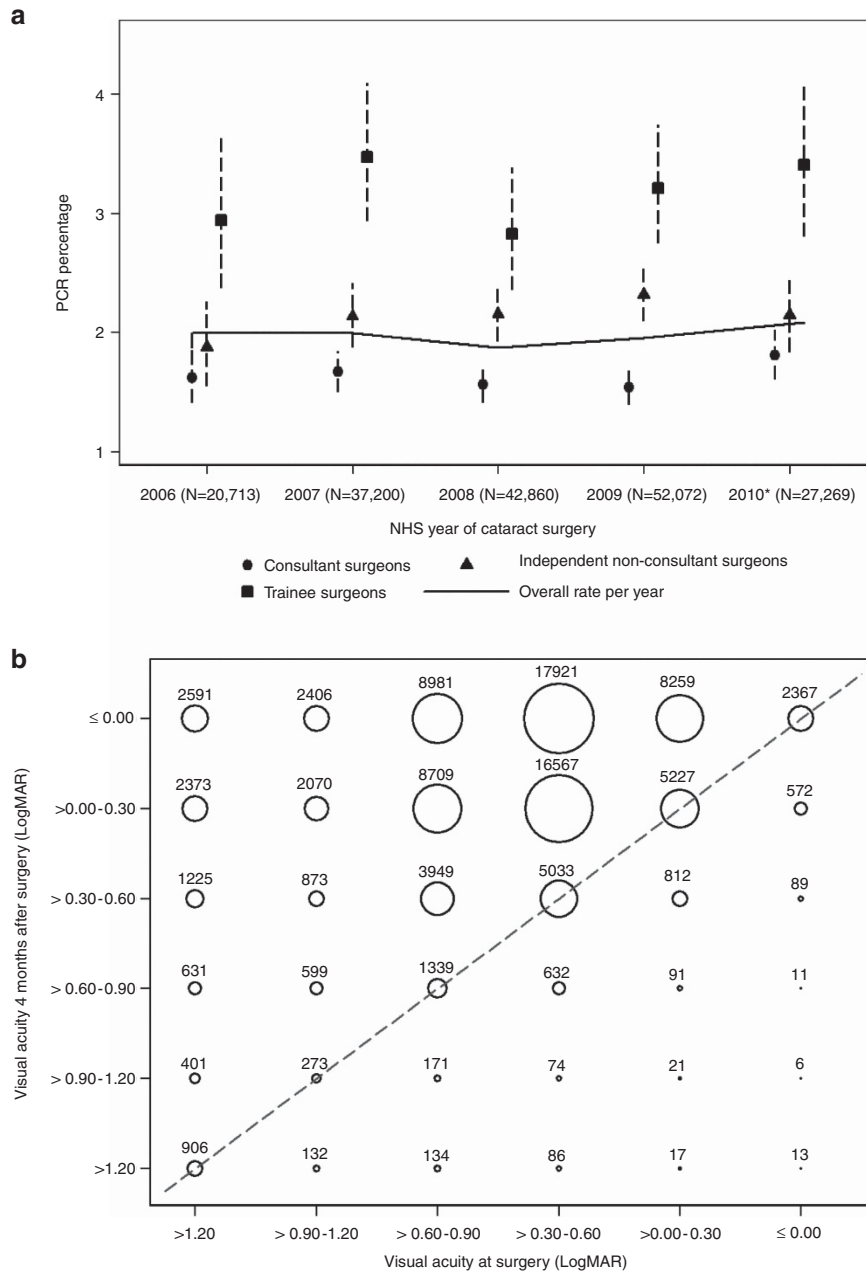 a
4
3
2
1
PCR percentage
2006 (N=20,713) 2007 (N=37,200) 2008 (N=42,860) 2009 (N=52,072) 2010* (N=27,269)
NHS year of cataract surgery
Consultant surgeons Independent non-consultant surgeons
Trainee surgeons Overall rate per year
b
Visual acuity 4 months after surgery (LogMAR)
2591 2406 8981 17921 8259 2367
≤ 0.00
2373 2070 8709 16567 5227 572
>0.00-0.30
1225 873 3949 5033 812 89
> 0.30-0.60
631 599 1339 632 91 11
> 0.60-0.90
401 273 171 74 21 6
> 0.90-1.20
906 132 134 86 17 13
>1.20
>1.20 > 0.90-1.20 > 0.60-0.90 > 0.30-0.60 >0.00-0.30 ≤ 0.00
Visual acuity at surgery (LogMAR)